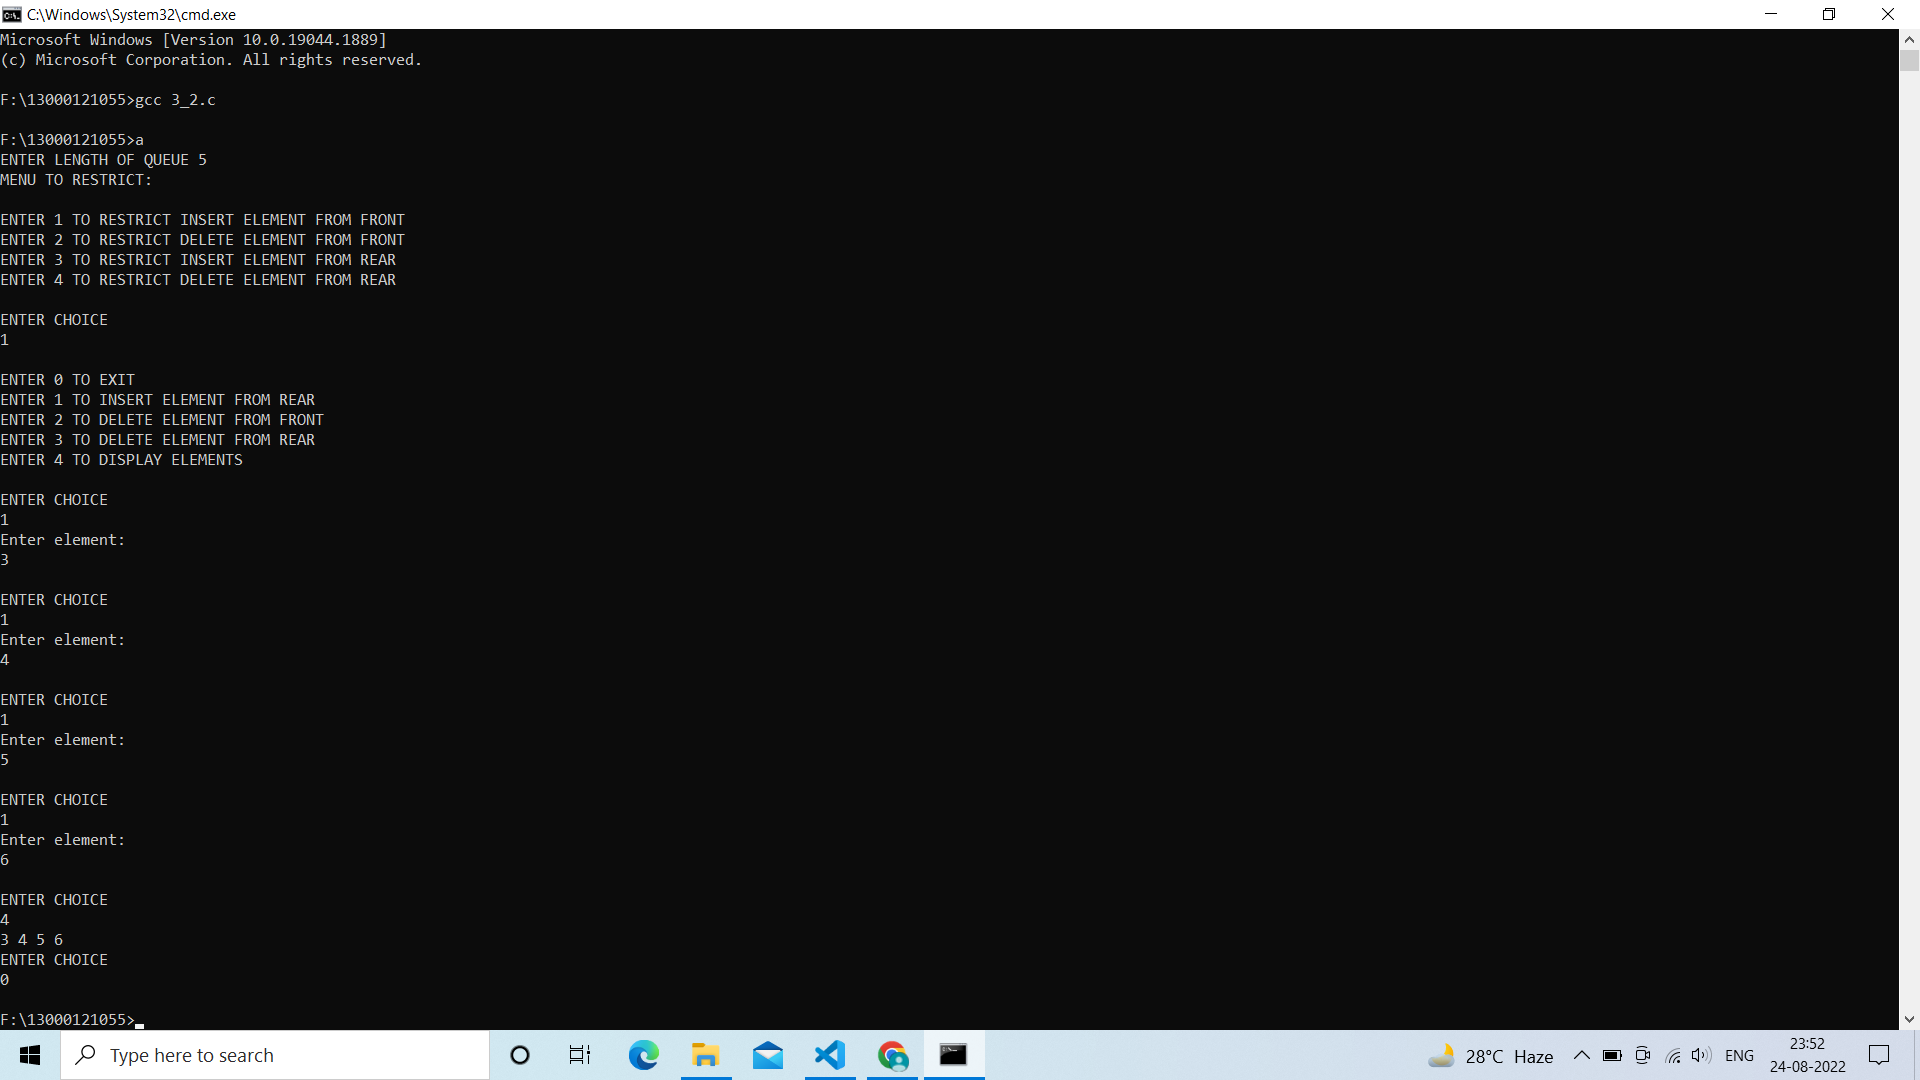 C:\Windows\System32\cmd.exe
Microsoft Windows [Version 10.0.19044.1889]
(c) Microsoft Corporation. All rights reserved.
F:\13000121055>gcc 3_2.c
F:\13000121055>a
ENTER LENGTH OF QUEUE 5
MENU TO RESTRICT:
ENTER 1 TO RESTRICT INSERT ELEMENT FROM FRONT
ENTER 2 TO RESTRICT DELETE ELEMENT FROM FRONT
ENTER 3 TO RESTRICT INSERT ELEMENT FROM REAR
ENTER 4 TO RESTRICT DELETE ELEMENT FROM REAR
ENTER CHOICE
1
ENTER 0 TO EXIT
ENTER 1 TO INSERT ELEMENT FROM REAR
ENTER 2 TO DELETE ELEMENT FROM FRONT
ENTER 3 TO DELETE ELEMENT FROM REAR
ENTER 4 TO DISPLAY ELEMENTS
ENTER CHOICE
1
Enter element:
3
ENTER CHOICE
1
Enter element:
4
ENTER CHOICE
1
Enter element:
5
ENTER CHOICE
1
Enter element:
6
ENTER CHOICE
4
3 4 5 6
ENTER CHOICE
0
F:\13000121055>
Type here to search
28°C Haze
ENG
23:52
24-08-2022